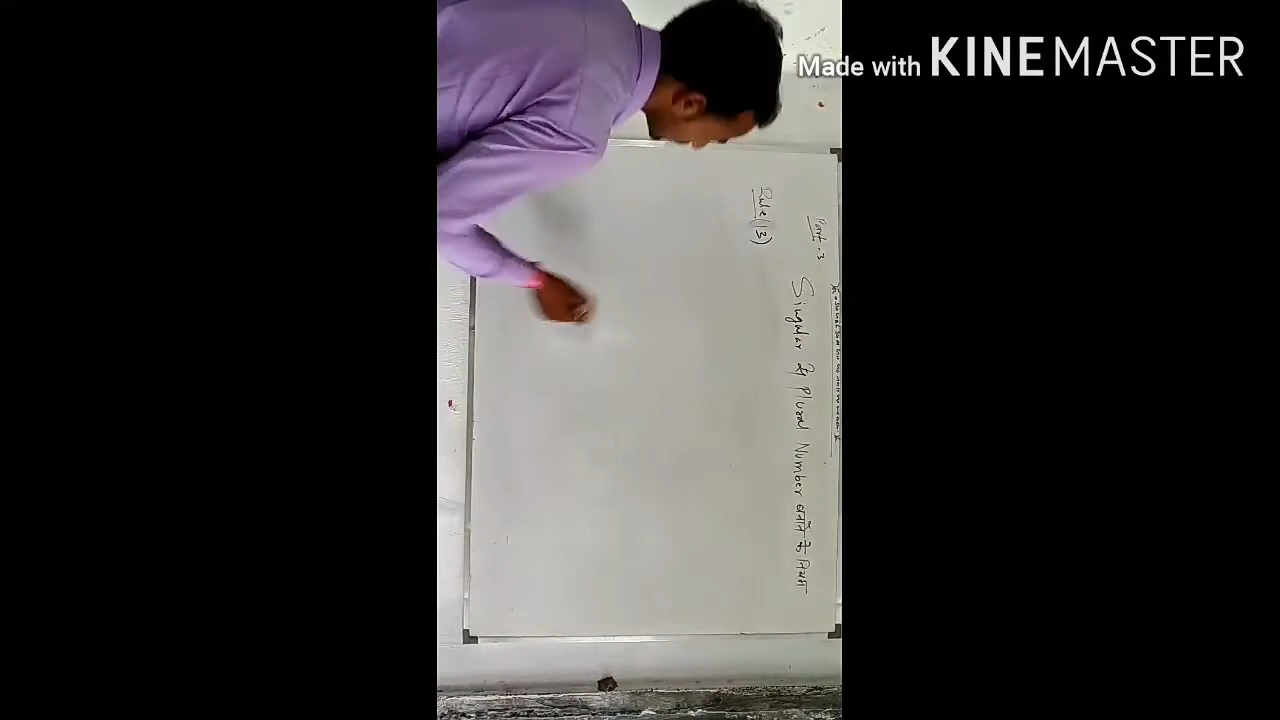 Made with KINEMASTER
Part - 3
Singular से Plural Number बनाने के नियम
Rule (13)